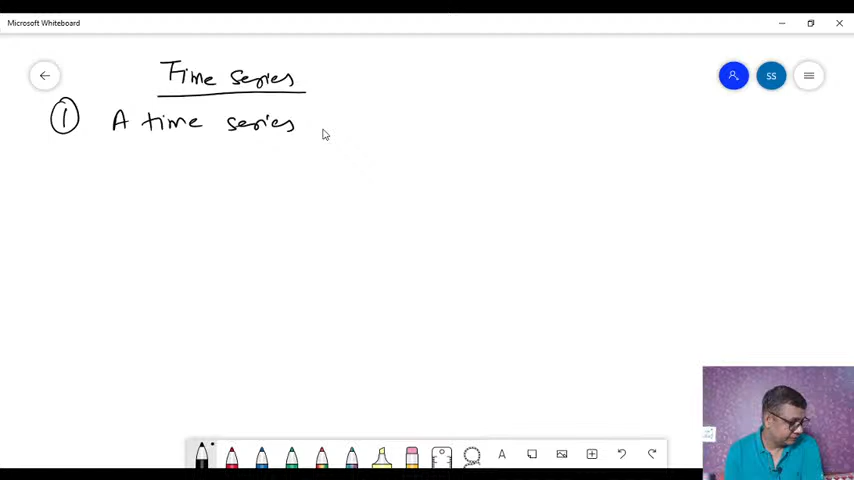 Microsoft Whiteboard
Time series
SS
① A time series
A